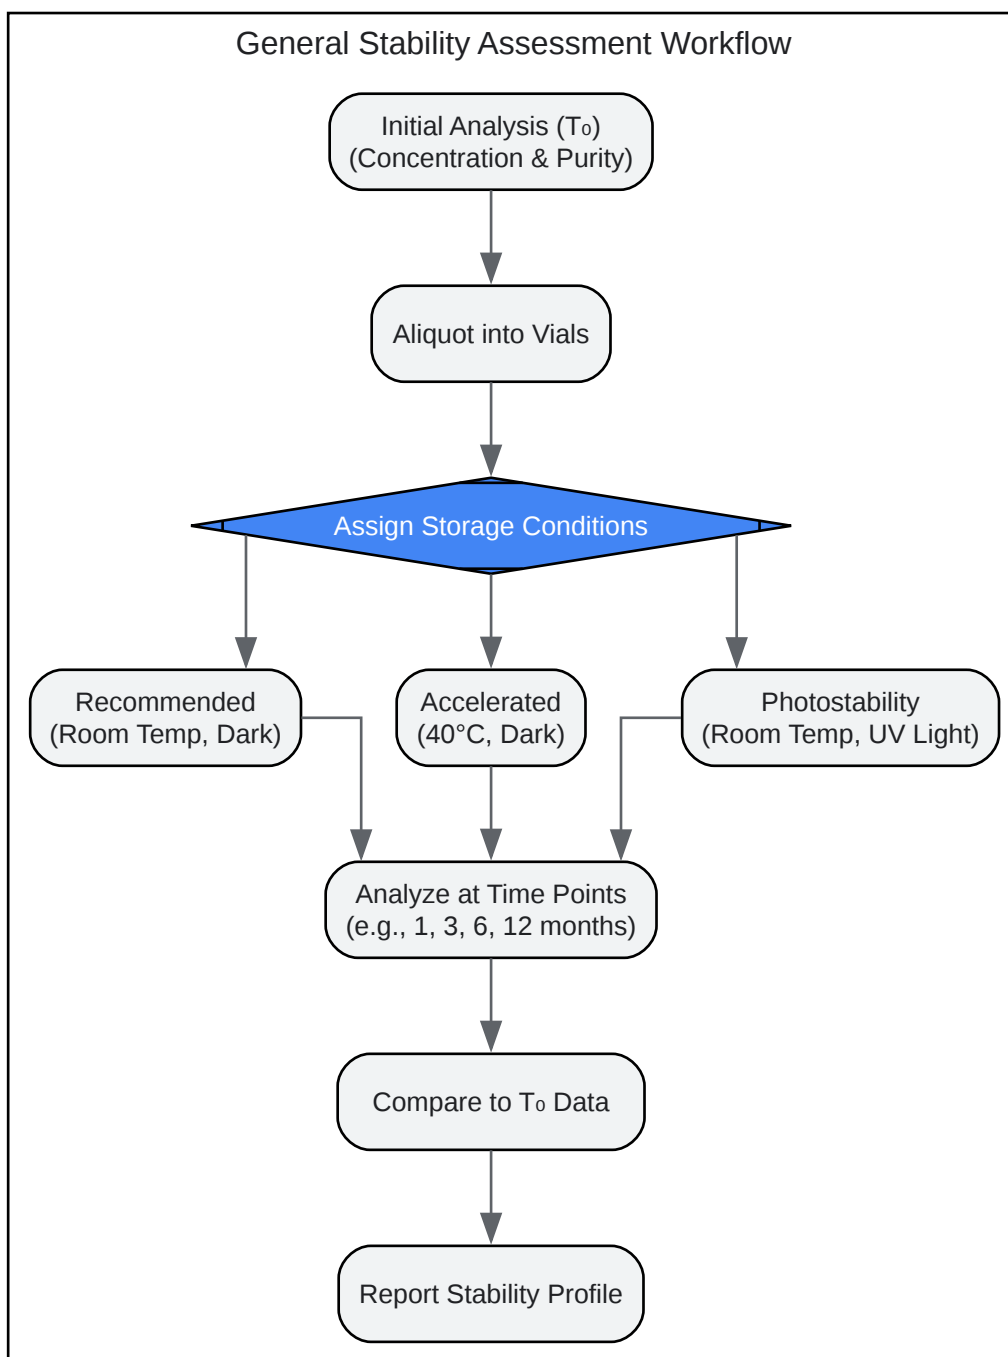 General Stability Assessment Workflow
Initial Analysis (T₀)
(Concentration & Purity)
Aliquot into Vials
Assign Storage Conditions
Recommended
(Room Temp, Dark)
Accelerated
(40°C, Dark)
Photostability
(Room Temp, UV Light)
Analyze at Time Points
(e.g., 1, 3, 6, 12 months)
Compare to T₀ Data
Report Stability Profile